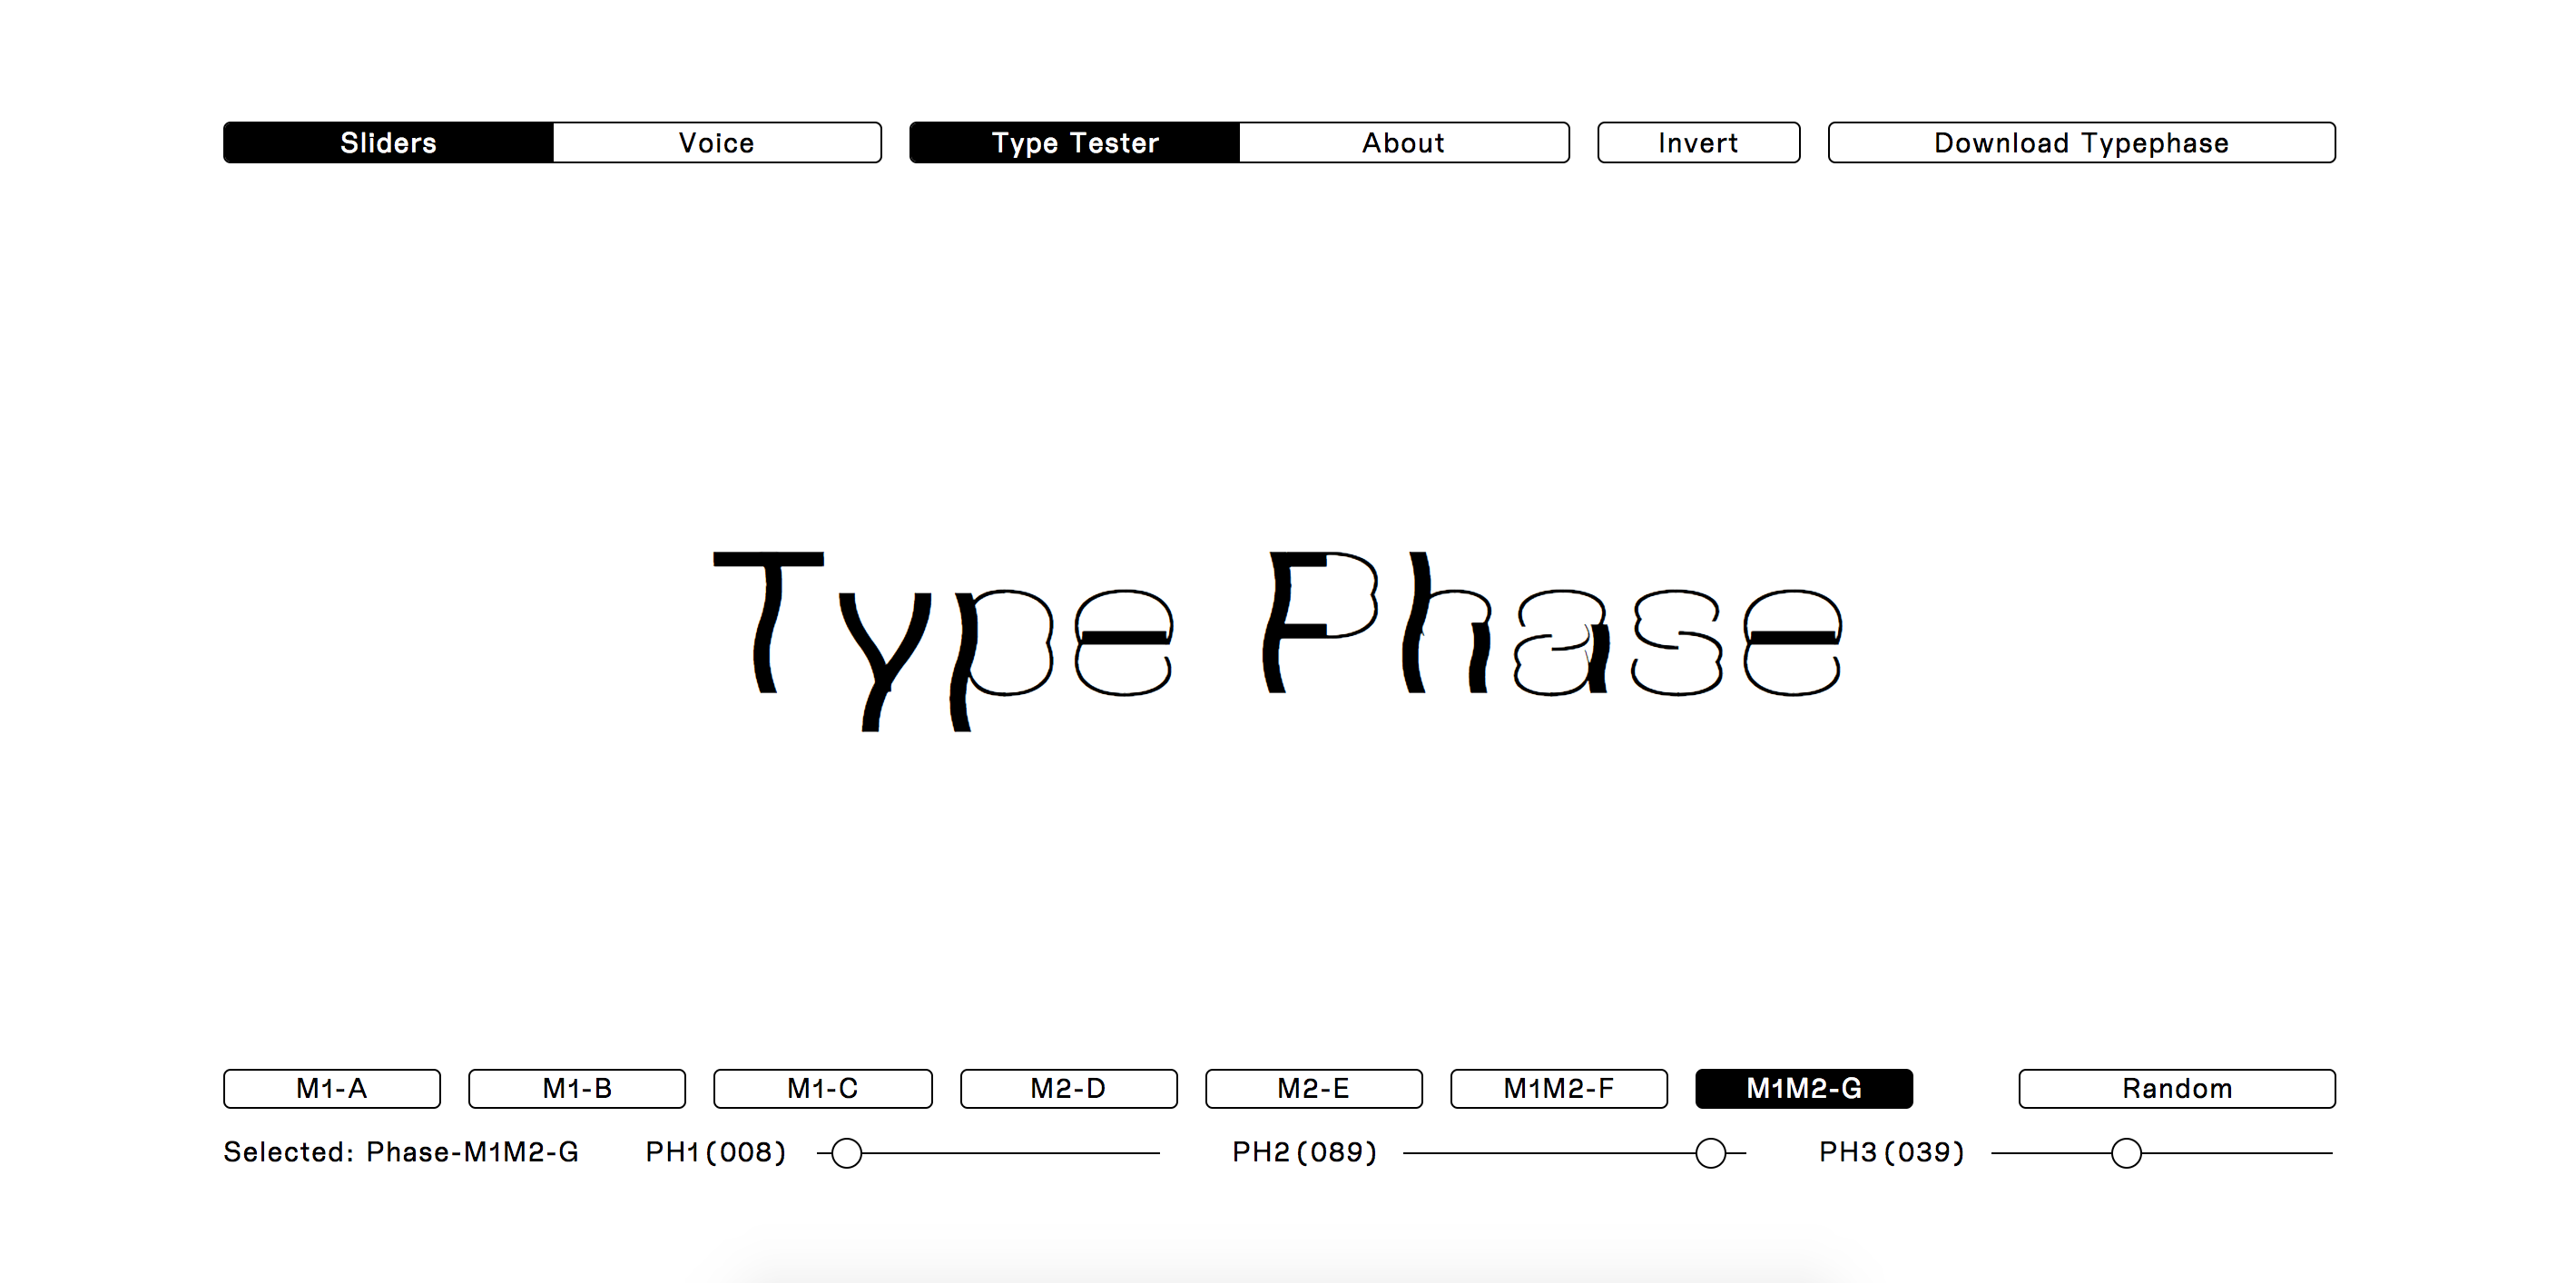 Sliders Voice Type Tester About Invert Download Typephase
Type Phase
M1-A M1-B M1-C M2-D M2-E M1M2-F M1M2-G Random
Selected: Phase-M1M2-G PH1(008) PH2(089) PH3(039)